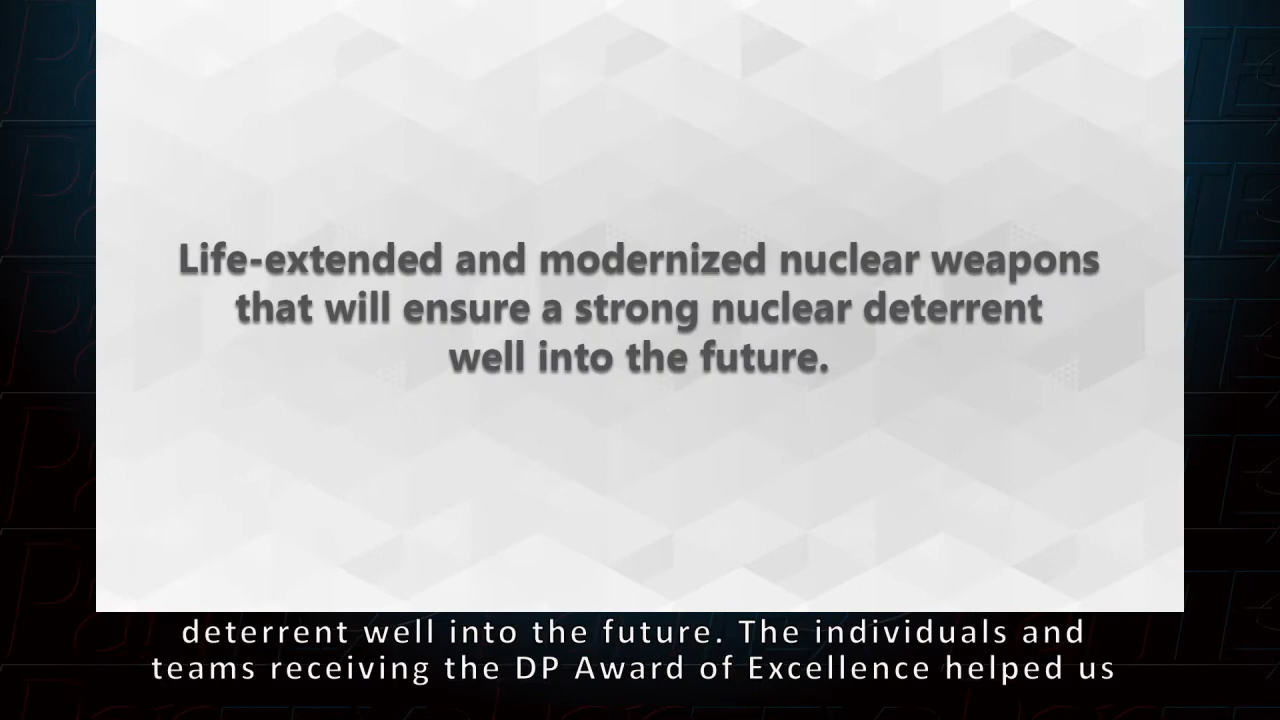 Life-extended and modernized nuclear weapons
that will ensure a strong nuclear deterrent
well into the future.
deterrent well into the future. The individuals and
teams receiving the DP Award of Excellence helped us